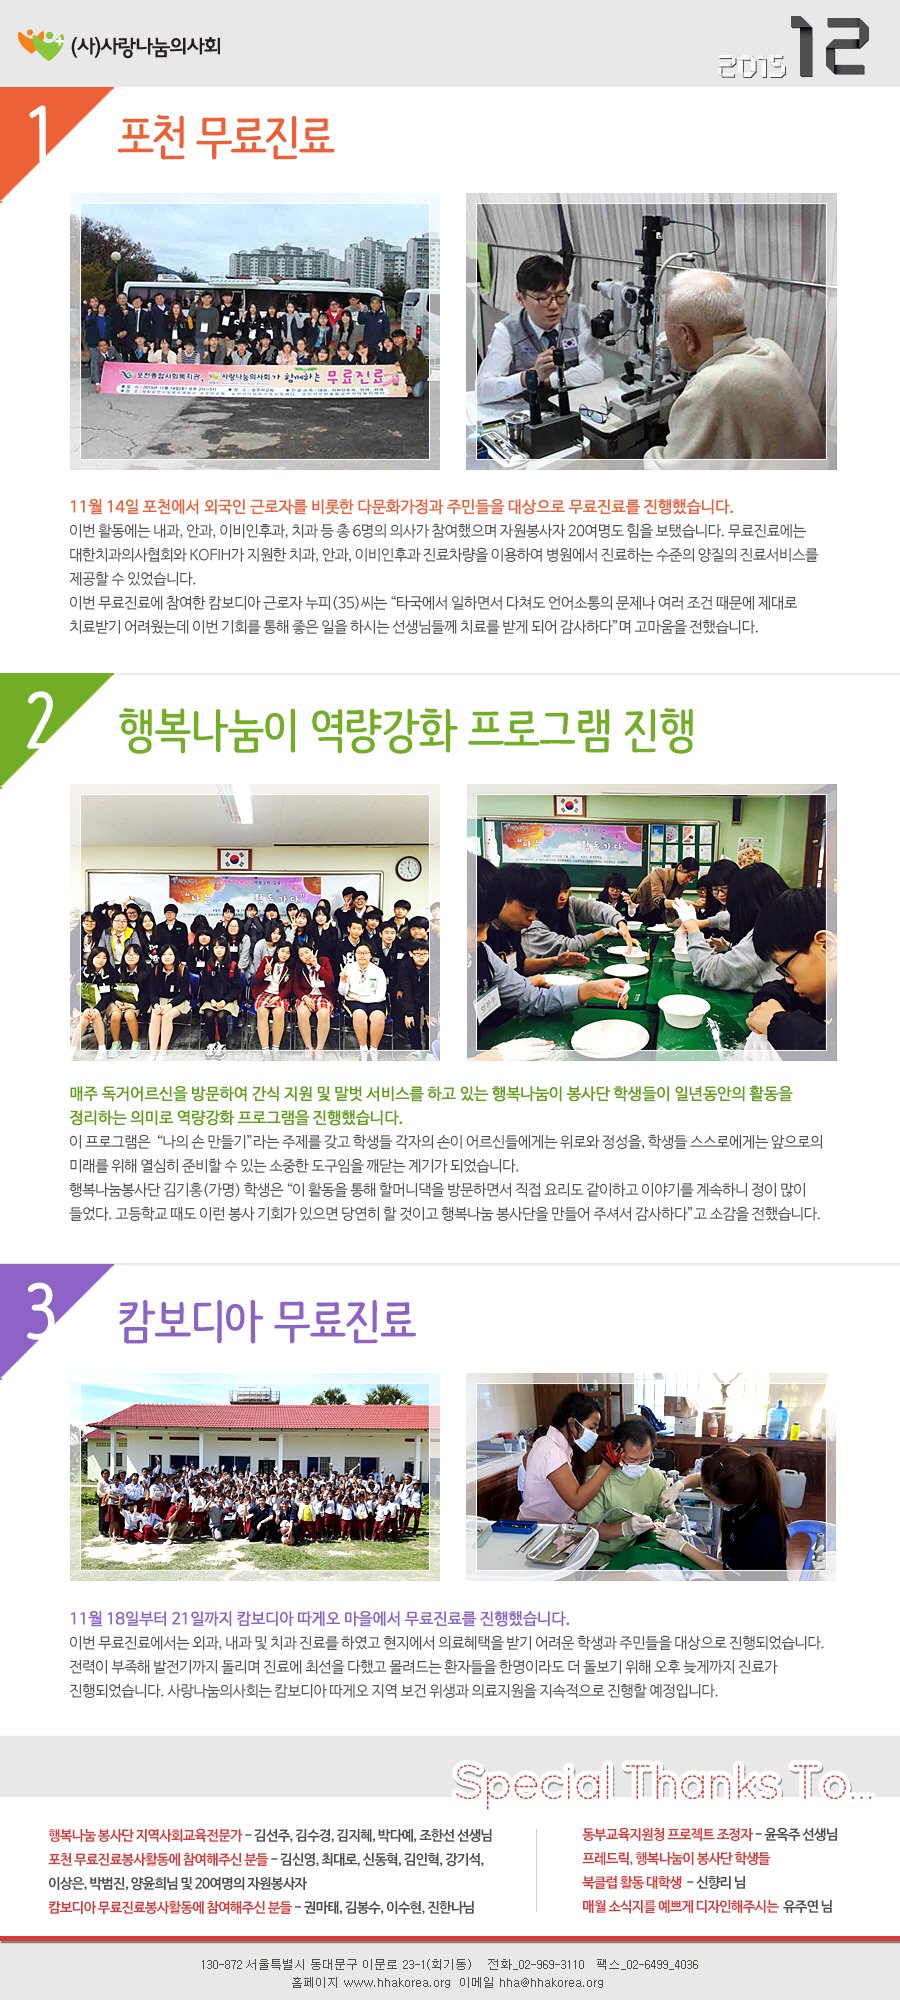 (사)사랑나눔의사회
2015 12
1 포천 무료진료
포천종합사회복지관, 사랑나눔의사회가 함께하는 무료진료
11월 14일 포천에서 외국인 근로자를 비롯한 다문화가정과 주민들을 대상으로 무료진료를 진행했습니다.
이번 활동에는 내과, 안과, 이비인후과, 치과 등 총 6명의 의사가 참여했으며 자원봉사자 20여명도 힘을 보탰습니다. 무료진료에는
대한치과의사협회와 KOFIH가 지원한 치과, 안과, 이비인후과 진료차량을 이용하여 병원에서 진료하는 수준의 양질의 진료서비스를
제공할 수 있었습니다.
이번 무료진료에 참여한 캄보디아 근로자 누피(35)씨는 “타국에서 일하면서 다쳐도 언어소통의 문제나 여러 조건 때문에 제대로
치료받기 어려웠는데 이번 기회를 통해 좋은 일을 하시는 선생님들께 치료를 받게 되어 감사하다”며 고마움을 전했습니다.
2 행복나눔이 역량강화 프로그램 진행
매주 독거어르신을 방문하여 간식 지원 및 말벗 서비스를 하고 있는 행복나눔이 봉사단 학생들이 일년동안의 활동을
정리하는 의미로 역량강화 프로그램을 진행했습니다.
이 프로그램은 “나의 손 만들기”라는 주제를 갖고 학생들 각자의 손이 어르신들에게는 위로와 정성을, 학생들 스스로에게는 앞으로의
미래를 위해 열심히 준비할 수 있는 소중한 도구임을 깨닫는 계기가 되었습니다.
행복나눔봉사단 김기홍(가명) 학생은 “이 활동을 통해 할머니댁을 방문하면서 직접 요리도 같이하고 이야기를 계속하니 정이 많이
들었다. 고등학교 때도 이런 봉사 기회가 있으면 당연히 할 것이고 행복나눔 봉사단을 만들어 주셔서 감사하다”고 소감을 전했습니다.
3 캄보디아 무료진료
11월 18일부터 21일까지 캄보디아 따게오 마을에서 무료진료를 진행했습니다.
이번 무료진료에서는 외과, 내과 및 치과 진료를 하였고 현지에서 의료혜택을 받기 어려운 학생과 주민들을 대상으로 진행되었습니다.
전력이 부족해 발전기까지 돌리며 진료에 최선을 다했고 몰려드는 환자들을 한명이라도 더 돌보기 위해 오후 늦게까지 진료가
진행되었습니다. 사랑나눔의사회는 캄보디아 따게오 지역 보건 위생과 의료지원을 지속적으로 진행할 예정입니다.
Special Thanks To...
행복나눔 봉사단 지역사회교육전문가 - 김선주, 김수경, 김지혜, 박다예, 조한선 선생님
포천 무료진료봉사활동에 참여해주신 분들 - 김신영, 최대로, 신동혁, 김인혁, 강기석,
이상은, 박범진, 양윤희님 및 20여명의 자원봉사자
캄보디아 무료진료봉사활동에 참여해주신 분들 - 권마태, 김봉수, 이수현, 진한나님
동부교육지원청 프로젝트 조정자 - 윤옥주 선생님
프레드릭, 행복나눔이 봉사단 학생들
북클럽 활동 대학생 - 신향리 님
매월 소식지를 예쁘게 디자인해주시는 유주연 님
130-872 서울특별시 동대문구 이문로 23-1(회기동) 전화_02-969-3110 팩스_02-6499_4036
홈페이지 www.hhakorea.org 이메일 hha@hhakorea.org